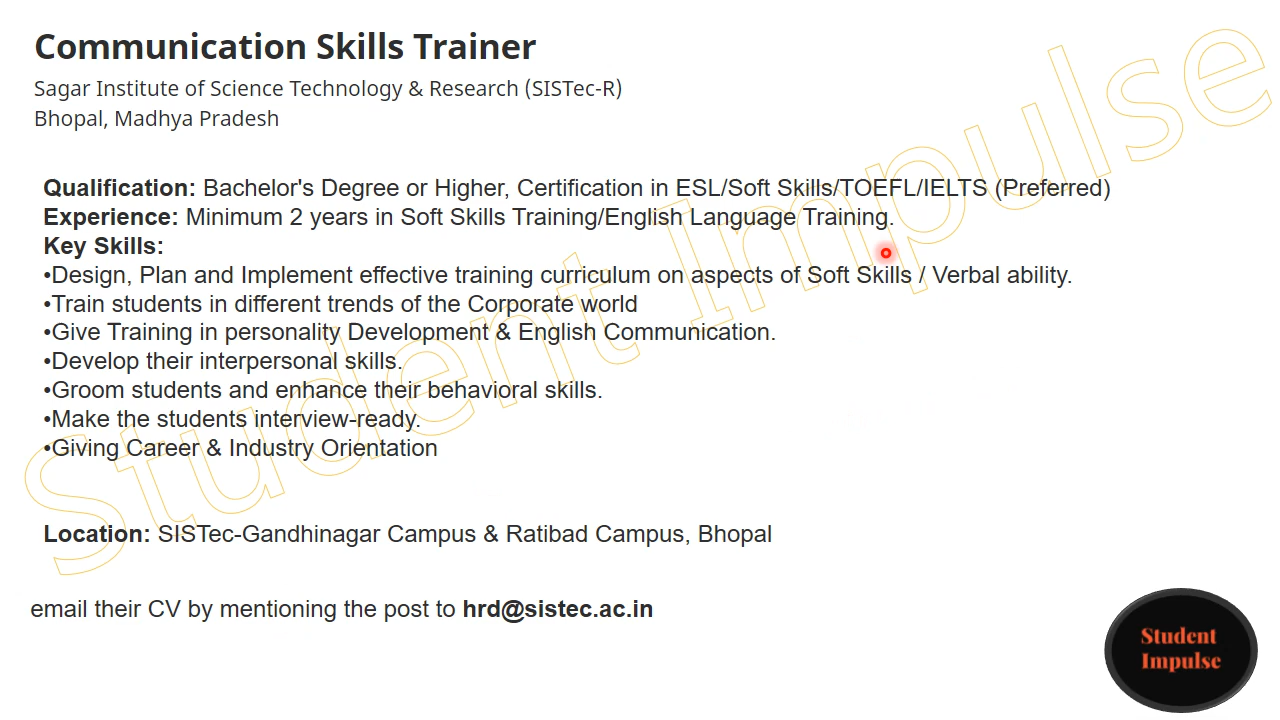 Communication Skills Trainer
Sagar Institute of Science Technology & Research (SISTec-R)
Bhopal, Madhya Pradesh
Qualification: Bachelor's Degree or Higher, Certification in ESL/Soft Skills/TOEFL/IELTS (Preferred)
Experience: Minimum 2 years in Soft Skills Training/English Language Training.
Key Skills:
•Design, Plan and Implement effective training curriculum on aspects of Soft Skills / Verbal ability.
•Train students in different trends of the Corporate world
•Give Training in personality Development & English Communication.
•Develop their interpersonal skills.
•Groom students and enhance their behavioral skills.
•Make the students interview-ready.
•Giving Career & Industry Orientation
Location: SISTec-Gandhinagar Campus & Ratibad Campus, Bhopal
email their CV by mentioning the post to hrd@sistec.ac.in
Student Impulse
Student
Impulse